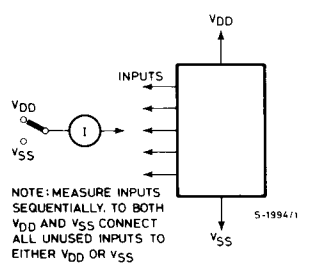 VDD
INPUTS
VDD
I
VSS
NOTE: MEASURE INPUTS
SEQUENTIALLY. TO BOTH
VDD AND VSS CONNECT
ALL UNUSED INPUTS TO
EITHER VDD OR VSS
S-1994/1
VSS